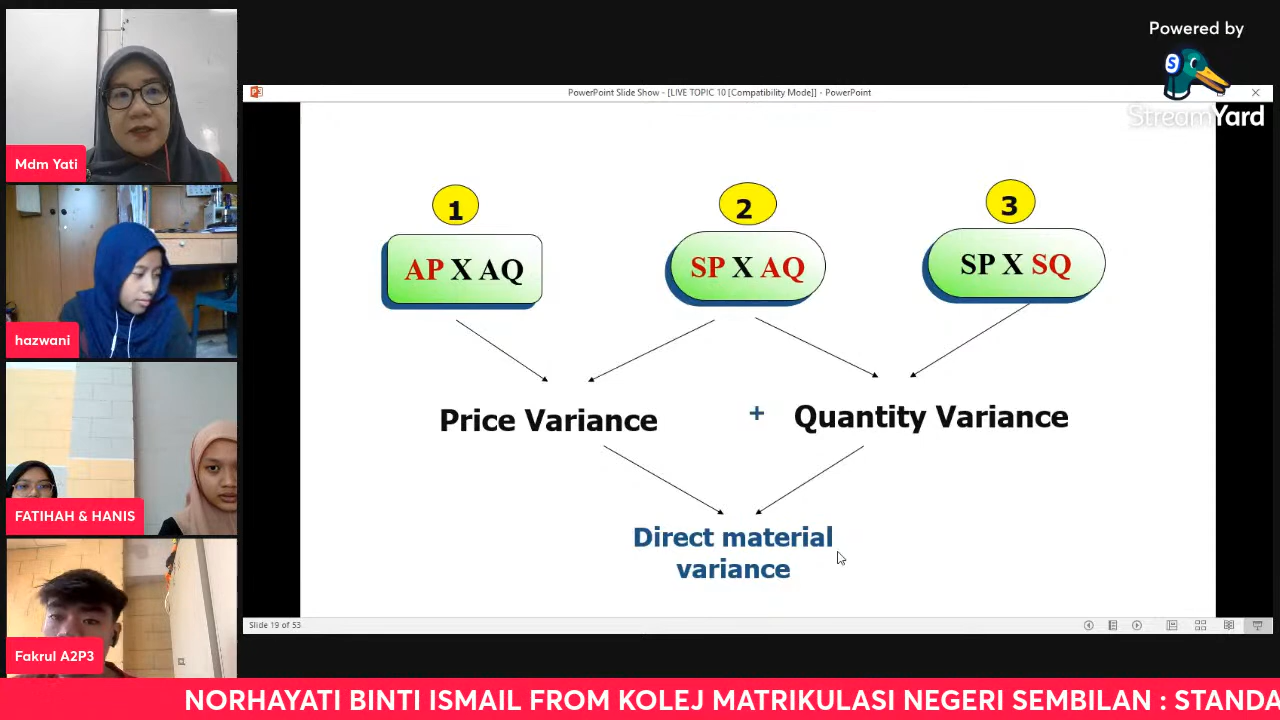 Powered by
StreamYard
PowerPoint Slide Show - [LIVE TOPIC 10 [Compatibility Mode]] - PowerPoint
Mdm Yati
hazwani
FATIHAH & HANIS
Fakrul A2P3
1
2
3
AP X AQ
SP X AQ
SP X SQ
Price Variance
+
Quantity Variance
Direct material
variance
Slide 19 of 53
NORHAYATI BINTI ISMAIL FROM KOLEJ MATRIKULASI NEGERI SEMBILAN : STANDA